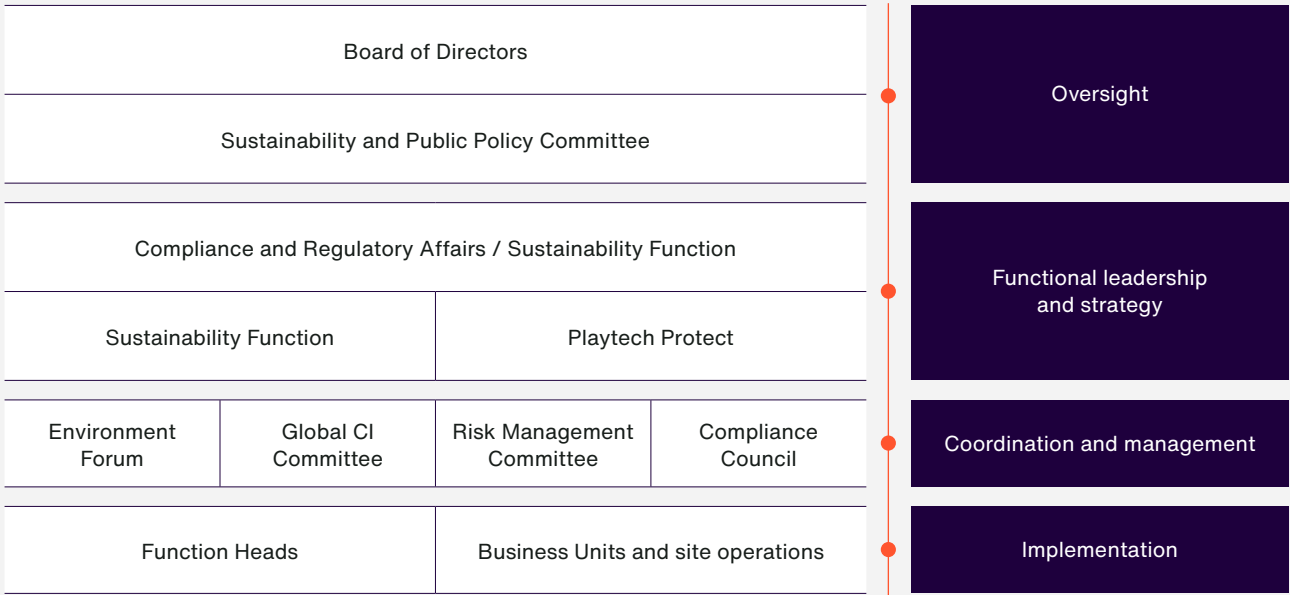 Board of Directors
Sustainability and Public Policy Committee
Oversight
Compliance and Regulatory Affairs / Sustainability Function
Sustainability Function
Playtech Protect
Functional leadership
and strategy
Environment
Forum
Global CI
Committee
Risk Management
Committee
Compliance
Council
Coordination and management
Function Heads
Business Units and site operations
Implementation